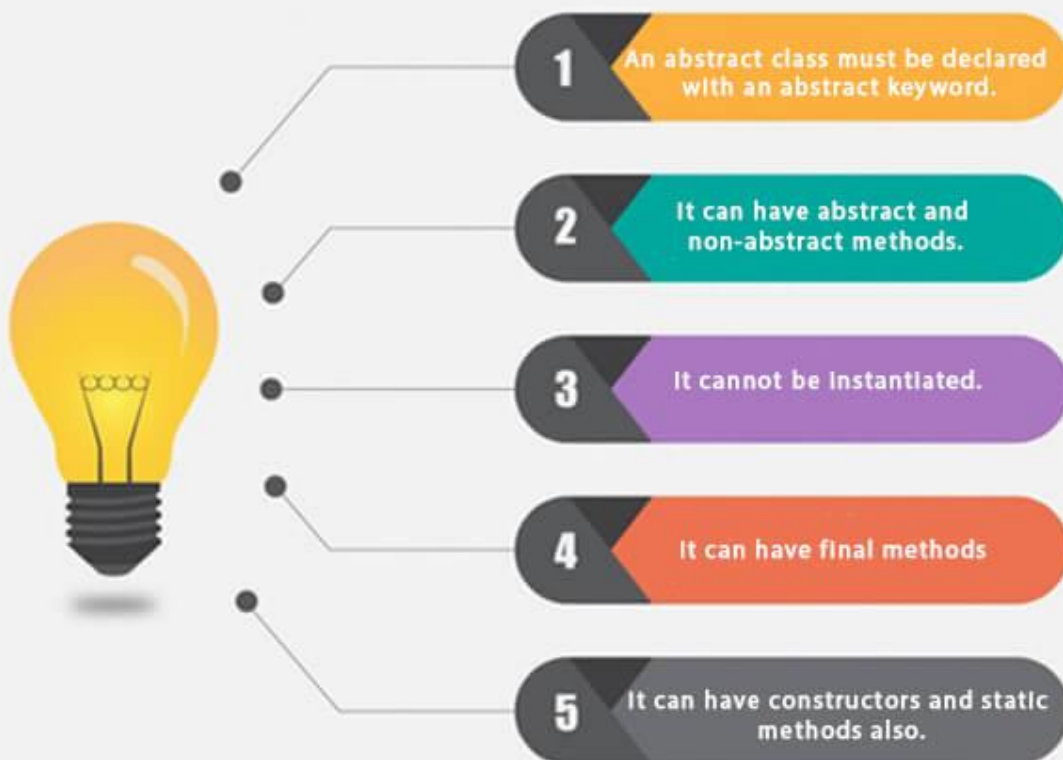 1
An abstract class must be declared
with an abstract keyword.
2
It can have abstract and
non-abstract methods.
3
It cannot be instantiated.
4
It can have final methods
5
It can have constructors and static
methods also.